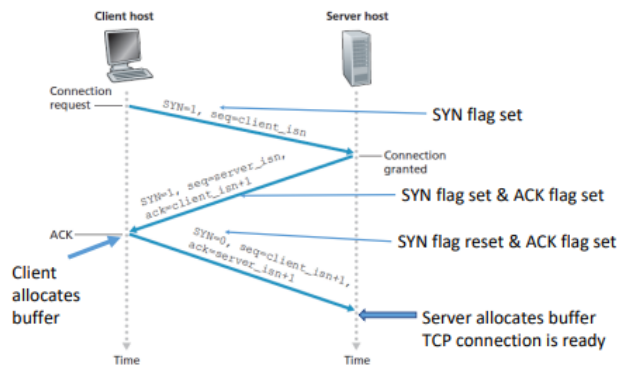 Client host
Server host
Connection
request
SYN=1, seq=client_isn
SYN flag set
Connection
granted
SYN=1, seq=server_isn,
ack=client_isn+1
SYN flag set & ACK flag set
ACK
SYN=0, seq=client_isn+1,
ack=server_isn+1
SYN flag reset & ACK flag set
Client
allocates
buffer
Server allocates buffer
TCP connection is ready
Time
Time